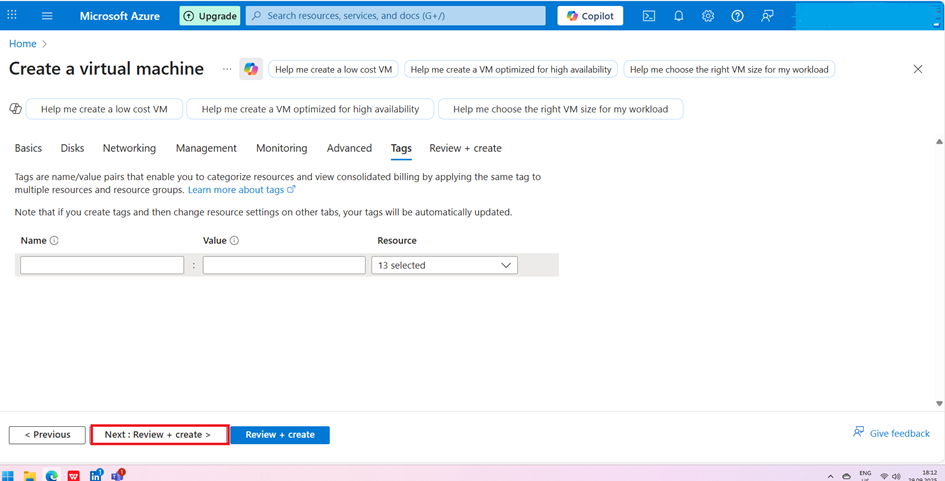 Microsoft Azure
Upgrade
Search resources, services, and docs (G+/)
Copilot
Home >
Create a virtual machine
...
Help me create a low cost VM
Help me create a VM optimized for high availability
Help me choose the right VM size for my workload
Help me create a low cost VM
Help me create a VM optimized for high availability
Help me choose the right VM size for my workload
Basics
Disks
Networking
Management
Monitoring
Advanced
Tags
Review + create
Tags are name/value pairs that enable you to categorize resources and view consolidated billing by applying the same tag to
multiple resources and resource groups. Learn more about tags
Note that if you create tags and then change resource settings on other tabs, your tags will be automatically updated.
Name
Value
Resource
:
13 selected
< Previous
Next : Review + create >
Review + create
Give feedback
W
in
1
1
ENG
18:12